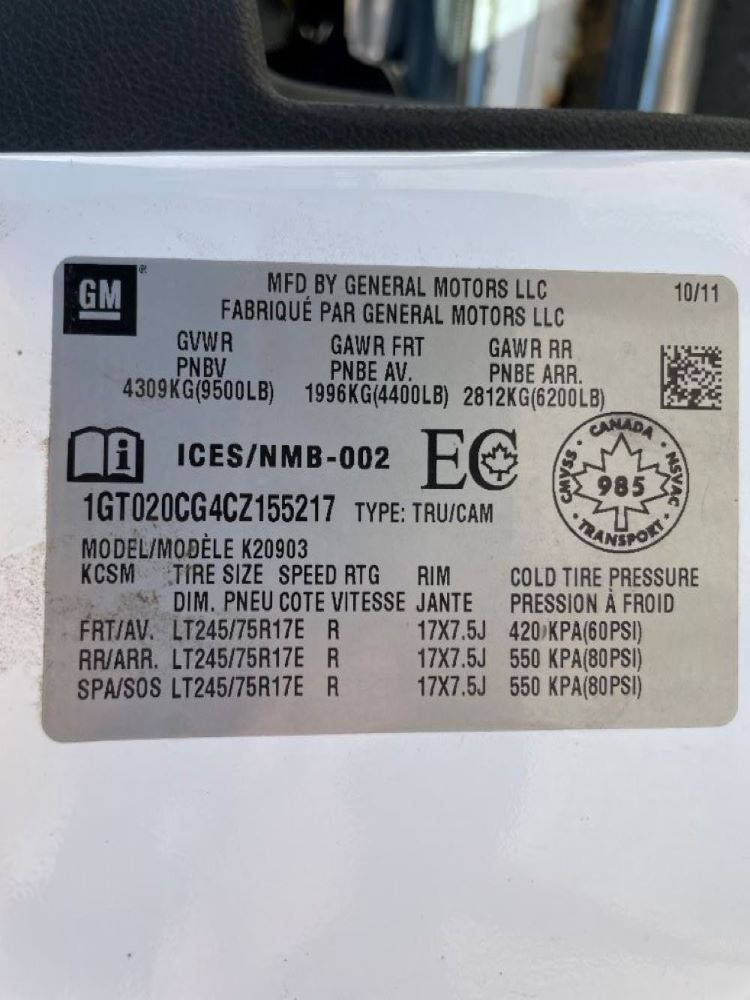 GM
MFD BY GENERAL MOTORS LLC 10/11
FABRIQUÉ PAR GENERAL MOTORS LLC
GVWR GAWR FRT GAWR RR
PNBV PNBE AV. PNBE ARR.
4309KG(9500LB) 1996KG(4400LB) 2812KG(6200LB)
i ICES/NMB-002 EC
CANADA
CMVSS 985 NSVAC
TRANSPORT
1GT020CG4CZ155217 TYPE: TRU/CAM
MODEL/MODÈLE K20903
KCSM TIRE SIZE SPEED RTG RIM COLD TIRE PRESSURE
DIM. PNEU COTE VITESSE JANTE PRESSION À FROID
FRT/AV. LT245/75R17E R 17X7.5J 420 KPA(60PSI)
RR/ARR. LT245/75R17E R 17X7.5J 550 KPA(80PSI)
SPA/SOS LT245/75R17E R 17X7.5J 550 KPA(80PSI)